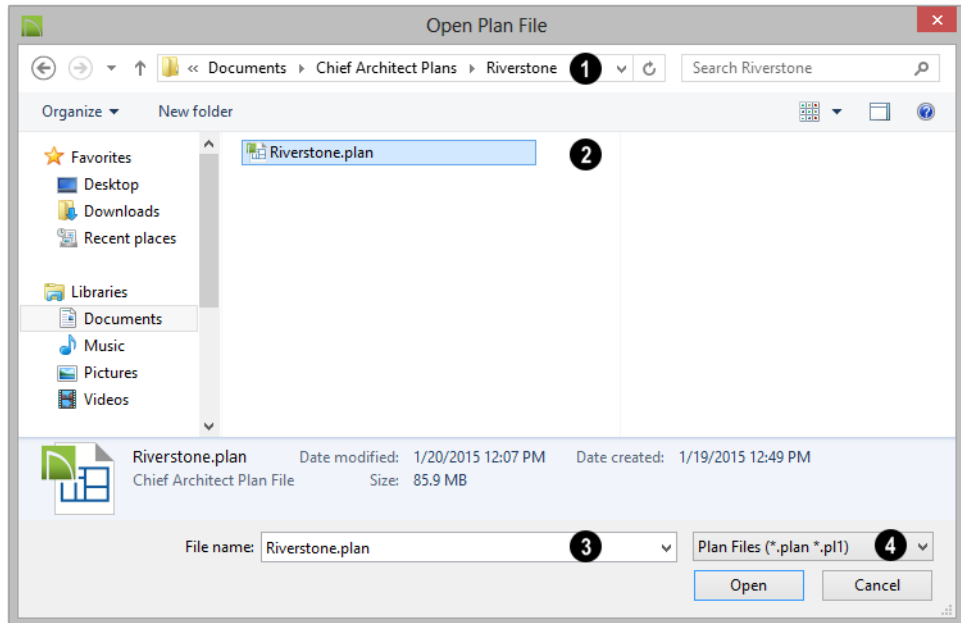 Open Plan File
« Documents Chief Architect Plans Riverstone 1 Search Riverstone
Organize New folder
Favorites
Desktop
Downloads
Recent places
Libraries
Documents
Music
Pictures
Videos
Riverstone.plan 2
Riverstone.plan Date modified: 1/20/2015 12:07 PM Date created: 1/19/2015 12:49 PM
Chief Architect Plan File Size: 85.9 MB
File name: Riverstone.plan 3 Plan Files (*.plan *.pl1) 4
Open Cancel